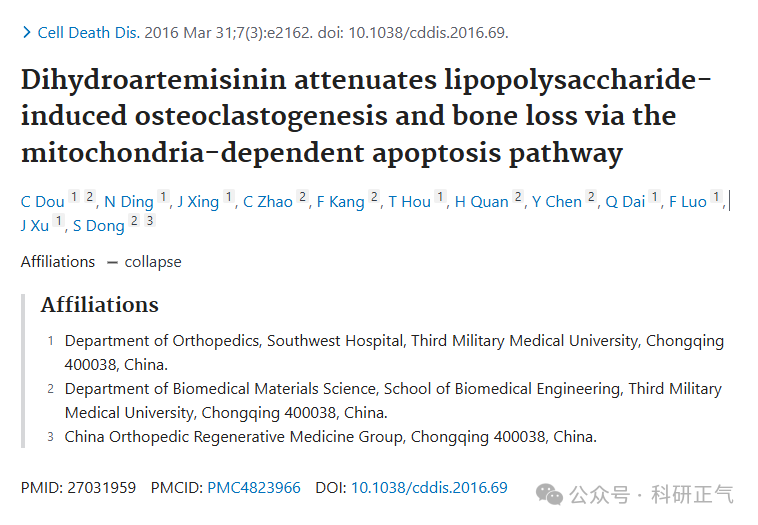 > Cell Death Dis. 2016 Mar 31;7(3):e2162. doi: 10.1038/cddis.2016.69.
Dihydroartemisinin attenuates lipopolysaccharide-
induced osteoclastogenesis and bone loss via the
mitochondria-dependent apoptosis pathway
C Dou 1 2, N Ding 1, J Xing 1, C Zhao 2, F Kang 2, T Hou 1, H Quan 2, Y Chen 2, Q Dai 1, F Luo 1,
J Xu 1, S Dong 2 3
Affiliations — collapse
Affiliations
1 Department of Orthopedics, Southwest Hospital, Third Military Medical University, Chongqing
400038, China.
2 Department of Biomedical Materials Science, School of Biomedical Engineering, Third Military
Medical University, Chongqing 400038, China.
3 China Orthopedic Regenerative Medicine Group, Chongqing 400038, China.
PMID: 27031959 PMCID: PMC4823966 DOI: 10.1038/cddis.2016.69
公众号 · 科研正气